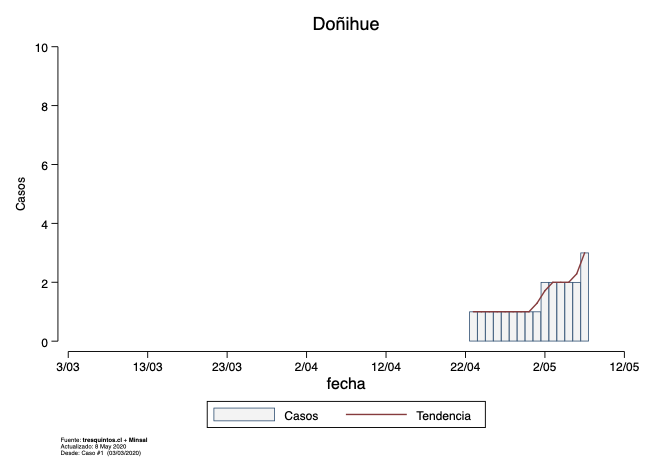 Doñihue
10
8
6
4
2
0
Casos
3/03 13/03 23/03 2/04 12/04 22/04 2/05 12/05
fecha
Casos Tendencia
Fuente: tresquintos.cl + Minsal
Actualizado: 8 May 2020
Desde: Caso #1 (03/03/2020)